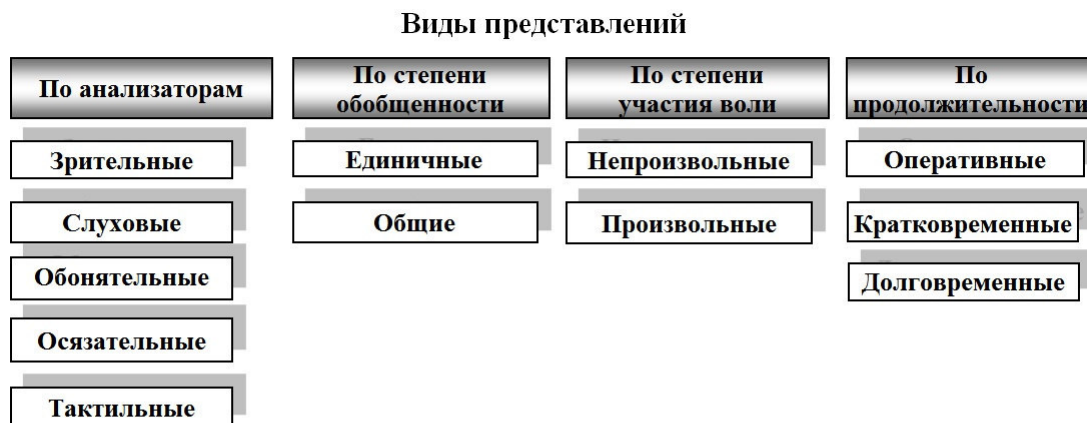 Виды представлений
По анализаторам
Зрительные
Слуховые
Обонятельные
Осязательные
Тактильные
По степени
обобщенности
Единичные
Общие
По степени
участия воли
Непроизвольные
Произвольные
По
продолжительности
Оперативные
Кратковременные
Долговременные